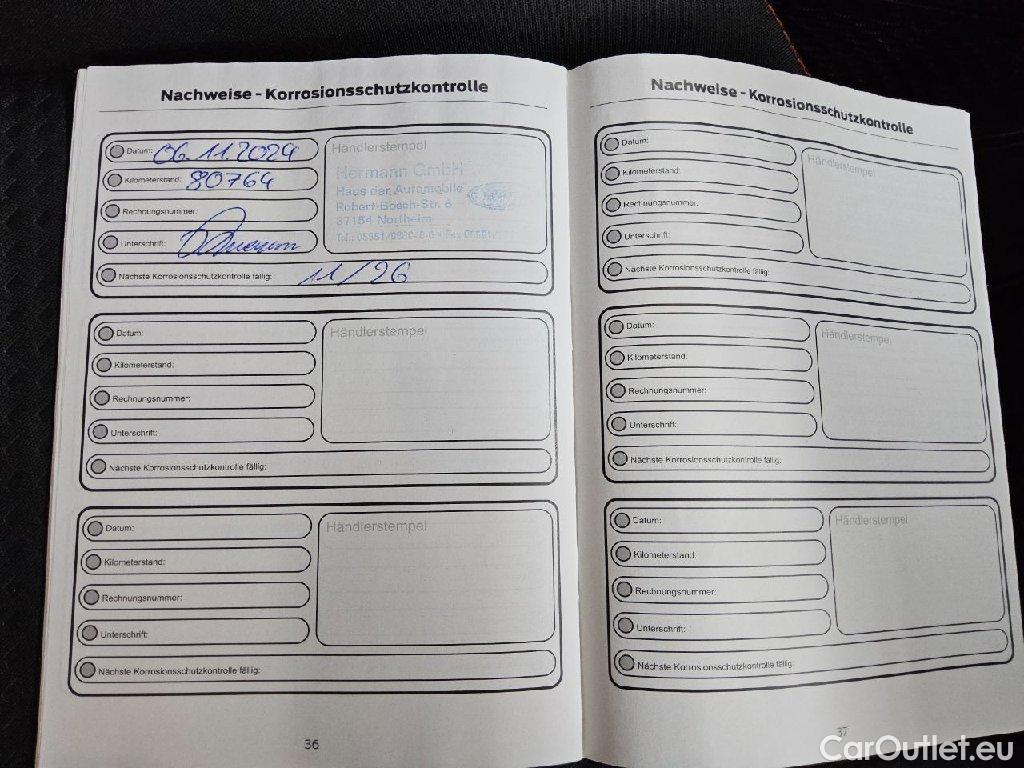 Nachweise - Korrosionsschutzkontrolle
Datum: 06.11.2024
Kilometerstand: 80764
Rechnungsnummer:
Unterschrift:
Nächste Korrosionsschutzkontrolle fällig: 11/26
Händlerstempel
Hermann GmbH
Haus der Automobile
Robert-Bosch-Str. 6
37154 Northeim
Datum:
Kilometerstand:
Rechnungsnummer:
Unterschrift:
Nächste Korrosionsschutzkontrolle fällig:
Händlerstempel
Datum:
Kilometerstand:
Rechnungsnummer:
Unterschrift:
Nächste Korrosionsschutzkontrolle fällig:
Händlerstempel
36
Nachweise - Korrosionsschutzkontrolle
Datum:
Kilometerstand:
Rechnungsnummer:
Unterschrift:
Nächste Korrosionsschutzkontrolle fällig:
Händlerstempel
Datum:
Kilometerstand:
Rechnungsnummer:
Unterschrift:
Nächste Korrosionsschutzkontrolle fällig:
Händlerstempel
Datum:
Kilometerstand:
Rechnungsnummer:
Unterschrift:
Nächste Korrosionsschutzkontrolle fällig:
Händlerstempel
37
CarOutlet.eu